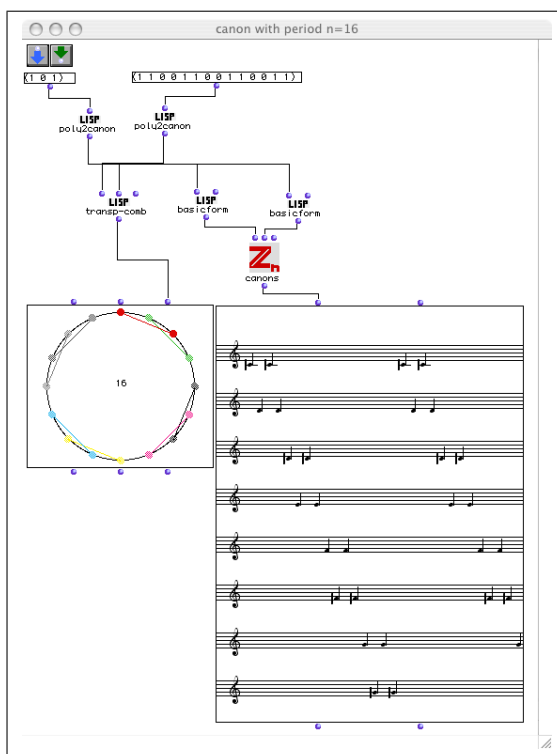 canon with period n=16
(1 0 1)
(1 1 0 0 1 1 0 0 1 1 0 0 1 1)
LISP
poly2canon
LISP
poly2canon
LISP
transp-comb
LISP
basicform
LISP
basicform
Zn
canons
16